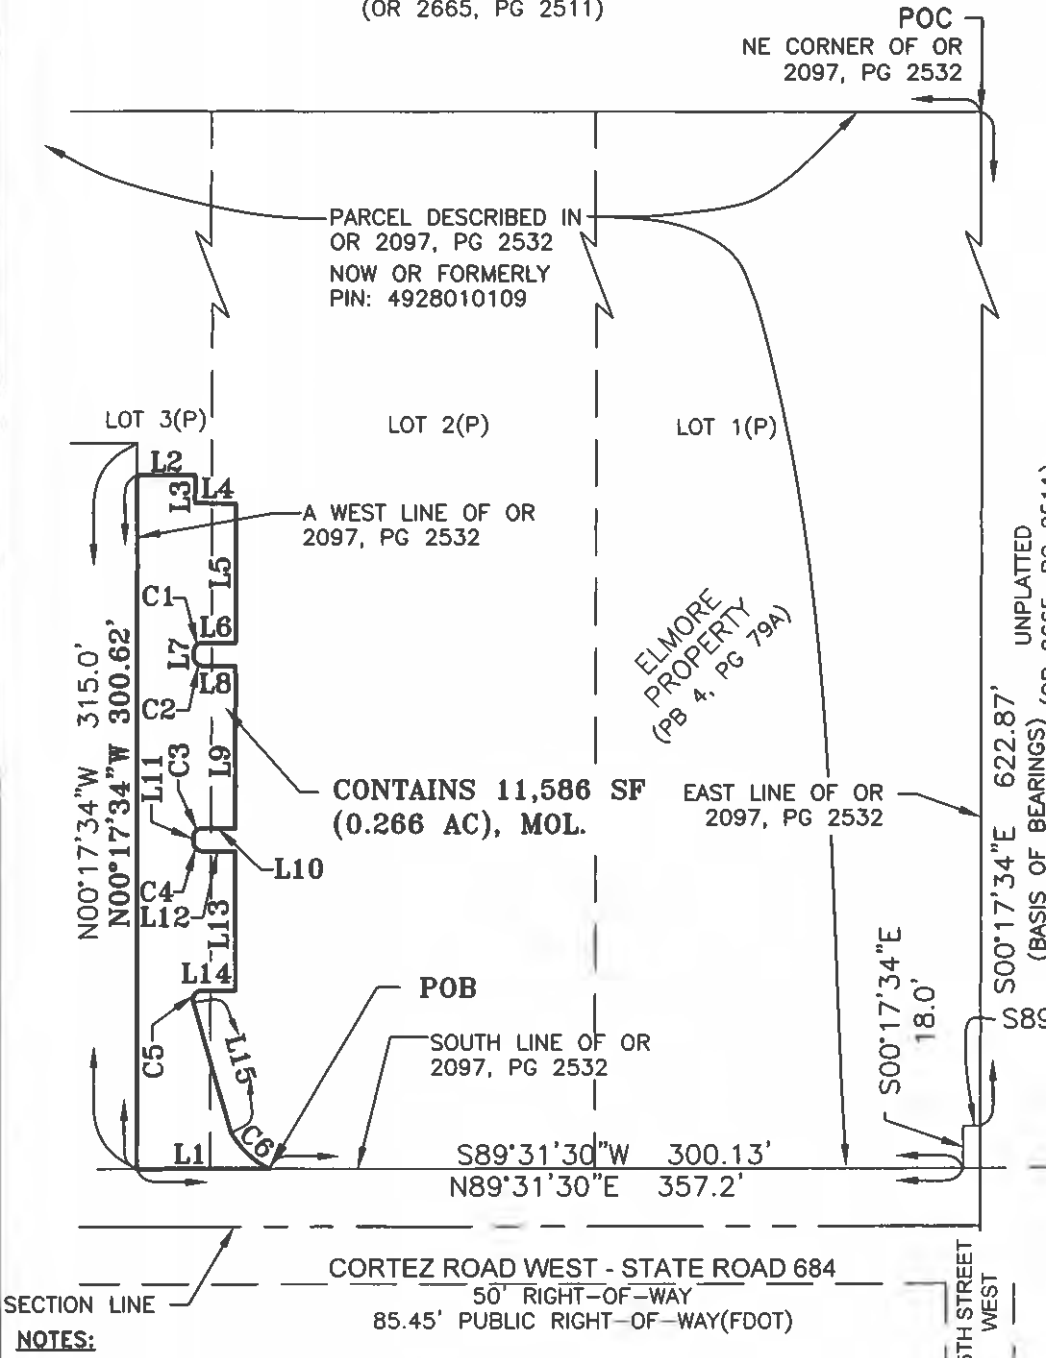 (OR 2665, PG 2511)
POC
NE CORNER OF OR
2097, PG 2532
PARCEL DESCRIBED IN
OR 2097, PG 2532
NOW OR FORMERLY
PIN: 4928010109
LOT 3(P)
LOT 2(P)
LOT 1(P)
L2
L3
L4
A WEST LINE OF OR
2097, PG 2532
L5
C1
L6
L7
L8
C2
N00°17'34"W 315.0'
N00°17'34"W 300.62'
ELMORE
PROPERTY
(PB 4, PG 79A)
UNPLATTED
S00°17'34"E 622.87'
(BASIS OF BEARINGS)
L11
C3
L9
CONTAINS 11,586 SF
(0.266 AC), MOL.
EAST LINE OF OR
2097, PG 2532
L10
C4
L12
L13
L14
POB
S00°17'34"E
18.0'
S89
C5
L15
SOUTH LINE OF OR
2097, PG 2532
C6
L1
S89°31'30"W 300.13'
N89°31'30"E 357.2'
CORTEZ ROAD WEST - STATE ROAD 684
50' RIGHT-OF-WAY
85.45' PUBLIC RIGHT-OF-WAY(FDOT)
SECTION LINE
TH STREET
WEST
NOTES: